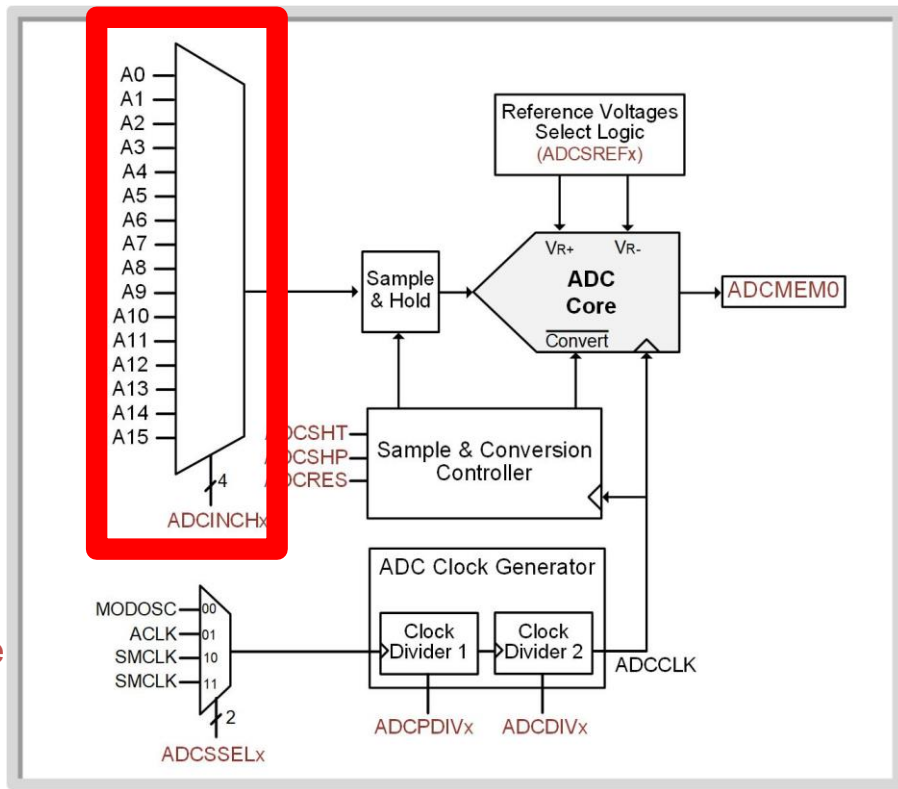 A0
A1
A2
A3
A4
A5
A6
A7
A8
A9
A10
A11
A12
A13
A14
A15
4
ADCINCHx
Reference Voltages
Select Logic
(ADCSREFx)
Sample
& Hold
VR+ VR-
ADC
Core
Convert
ADCMEM0
ADCSHT
ADCSHP
ADCRES
Sample & Conversion
Controller
ADC Clock Generator
MODOSC 00
ACLK 01
SMCLK 10
SMCLK 11
2
ADCSSELx
Clock
Divider 1
Clock
Divider 2
ADCCLK
ADCPDIVx
ADCDIVx
e